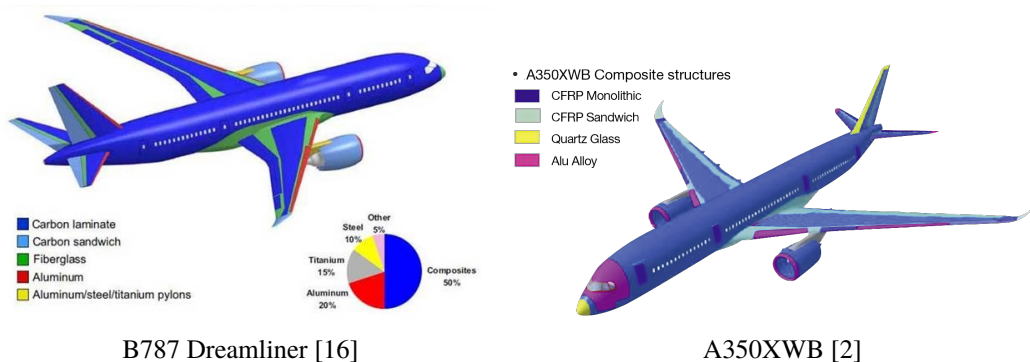 Carbon laminate
Carbon sandwich
Fiberglass
Aluminum
Aluminum/steel/titanium pylons
Other
5%
Steel
10%
Titanium
15%
Aluminum
20%
Composites
50%
B787 Dreamliner [16]
• A350XWB Composite structures
CFRP Monolithic
CFRP Sandwich
Quartz Glass
Alu Alloy
A350XWB [2]